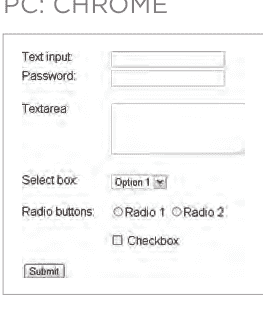 PC: CHROME
Text input:
Password:
Textarea
Select box: Option 1
Radio buttons: Radio 1 Radio 2
Checkbox
Submit